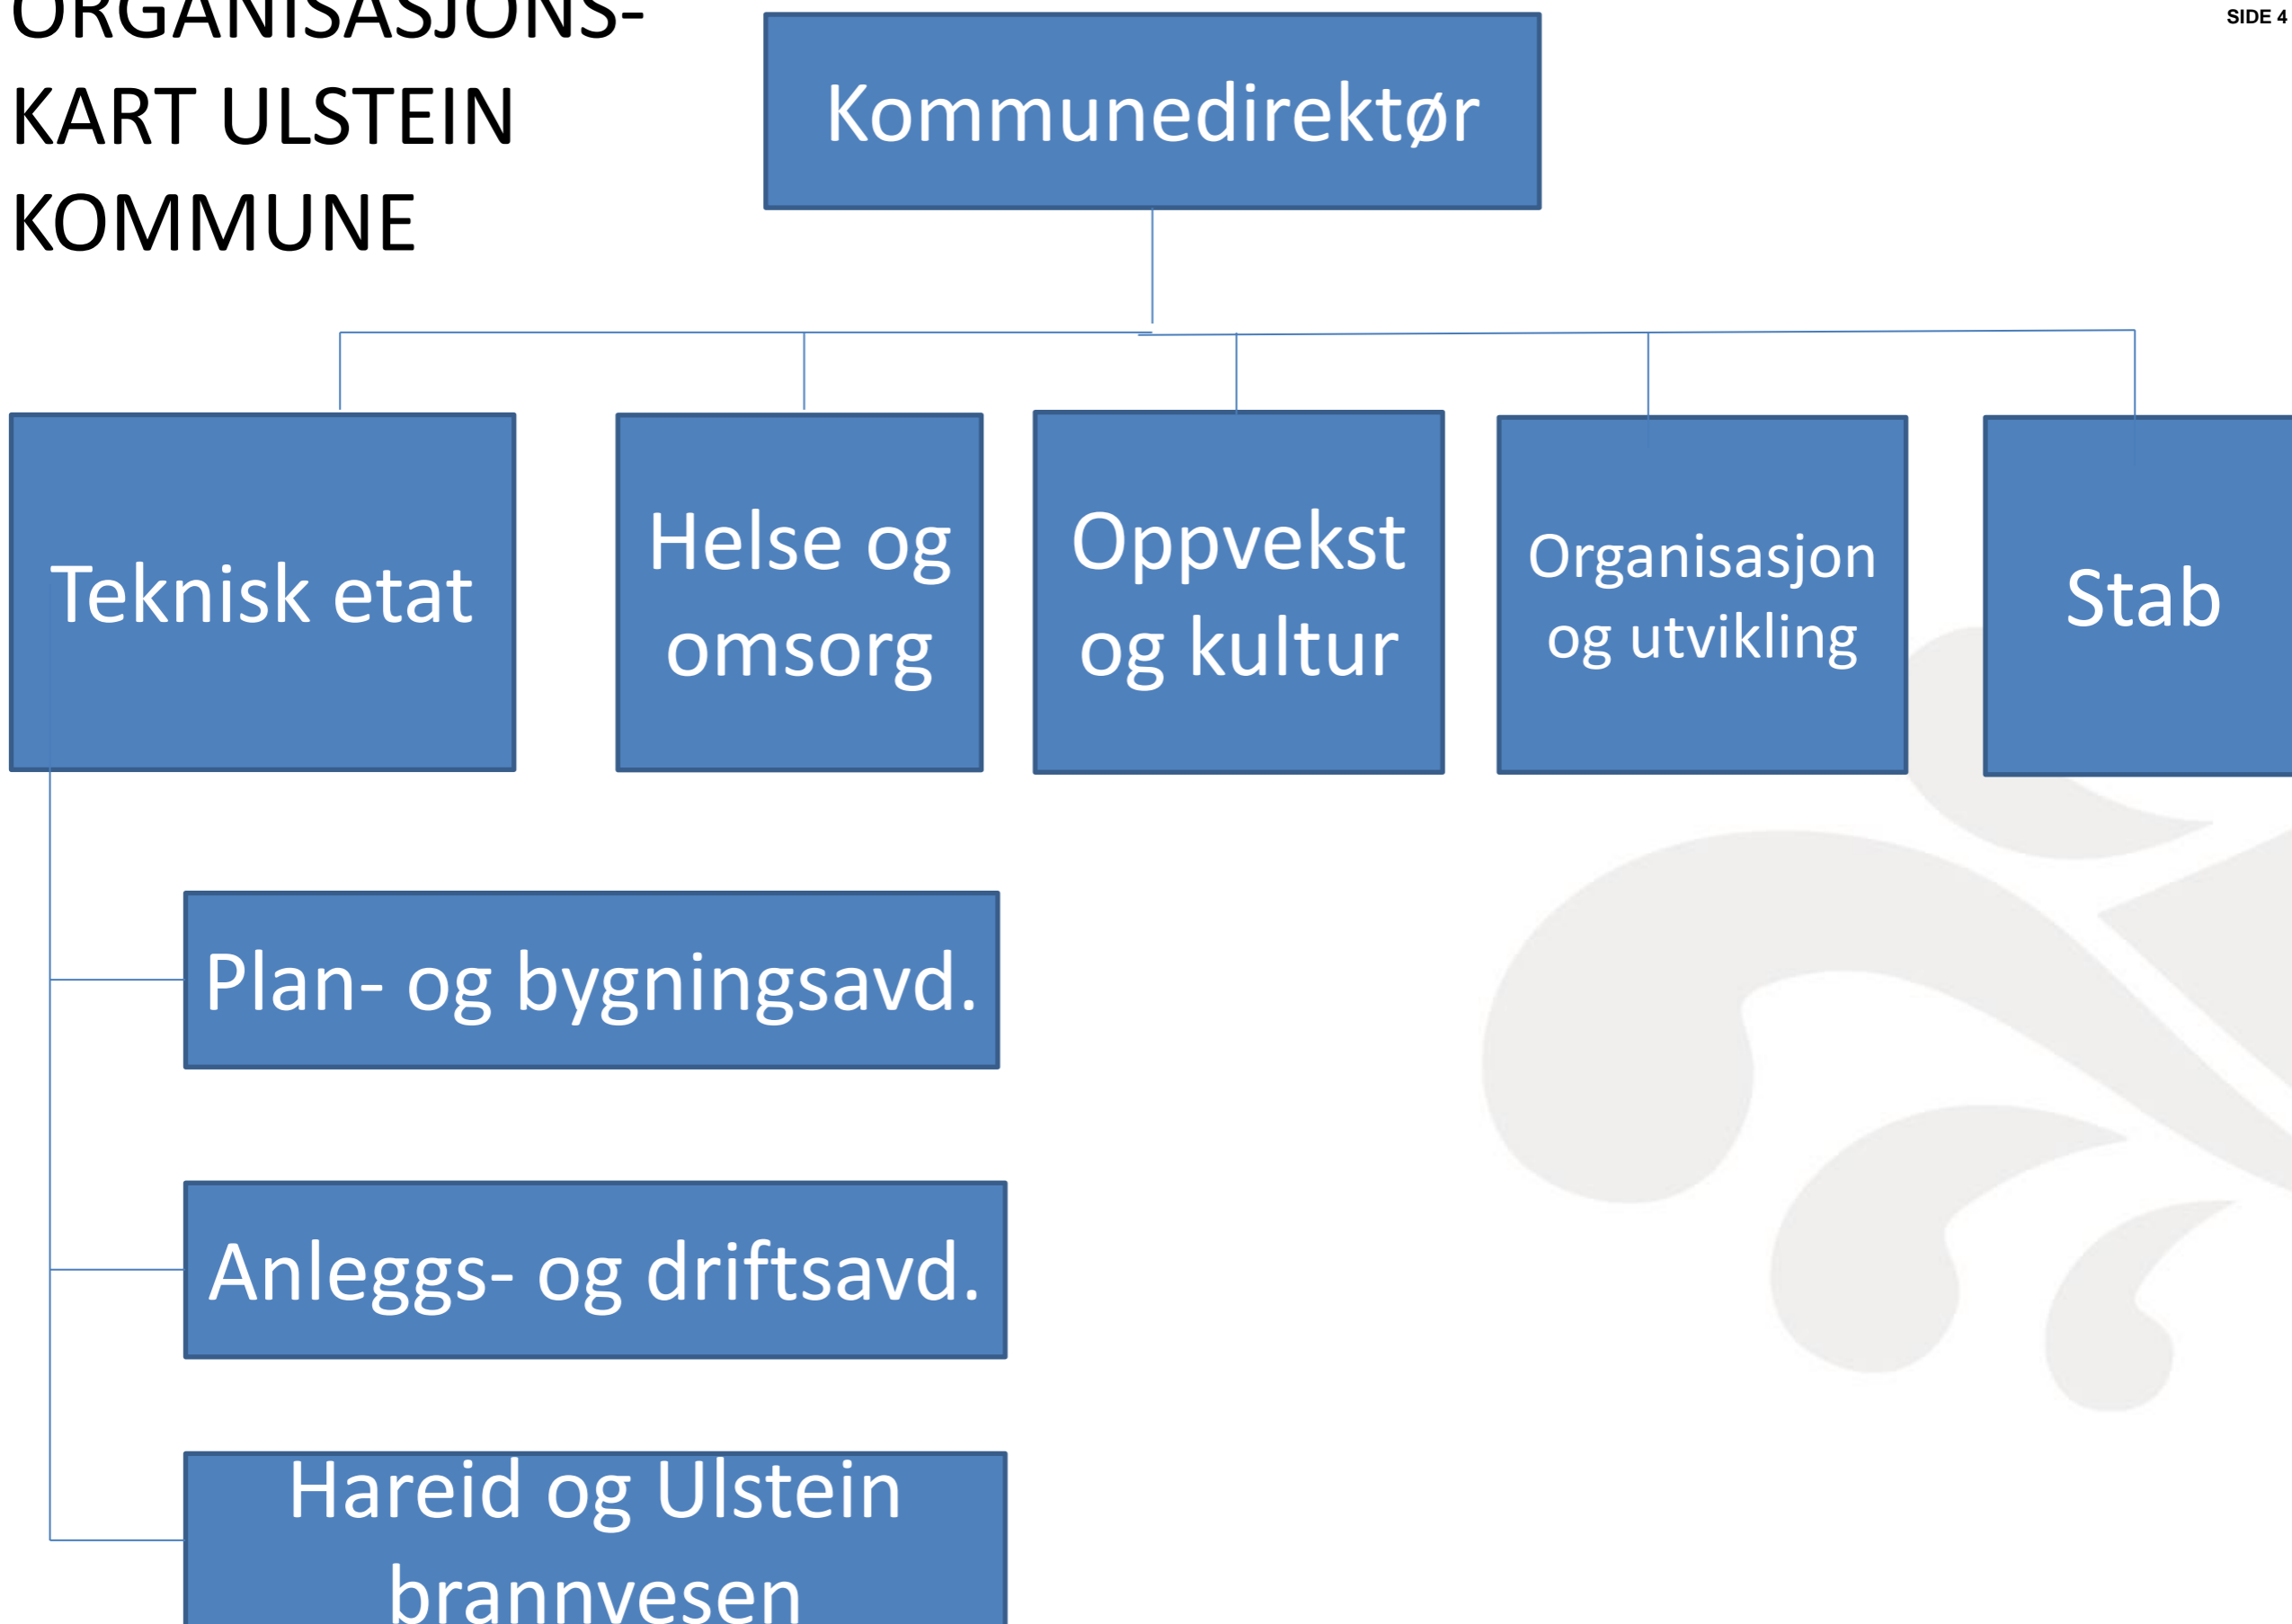 ORGANISASJONS-
KART ULSTEIN
KOMMUNE
SIDE 4
Kommunedirektør
Teknisk etat
Helse og
omsorg
Oppvekst
og kultur
Organisasjon
og utvikling
Stab
Plan- og bygningsavd.
Anleggs- og driftsavd.
Hareid og Ulstein
brannvesen